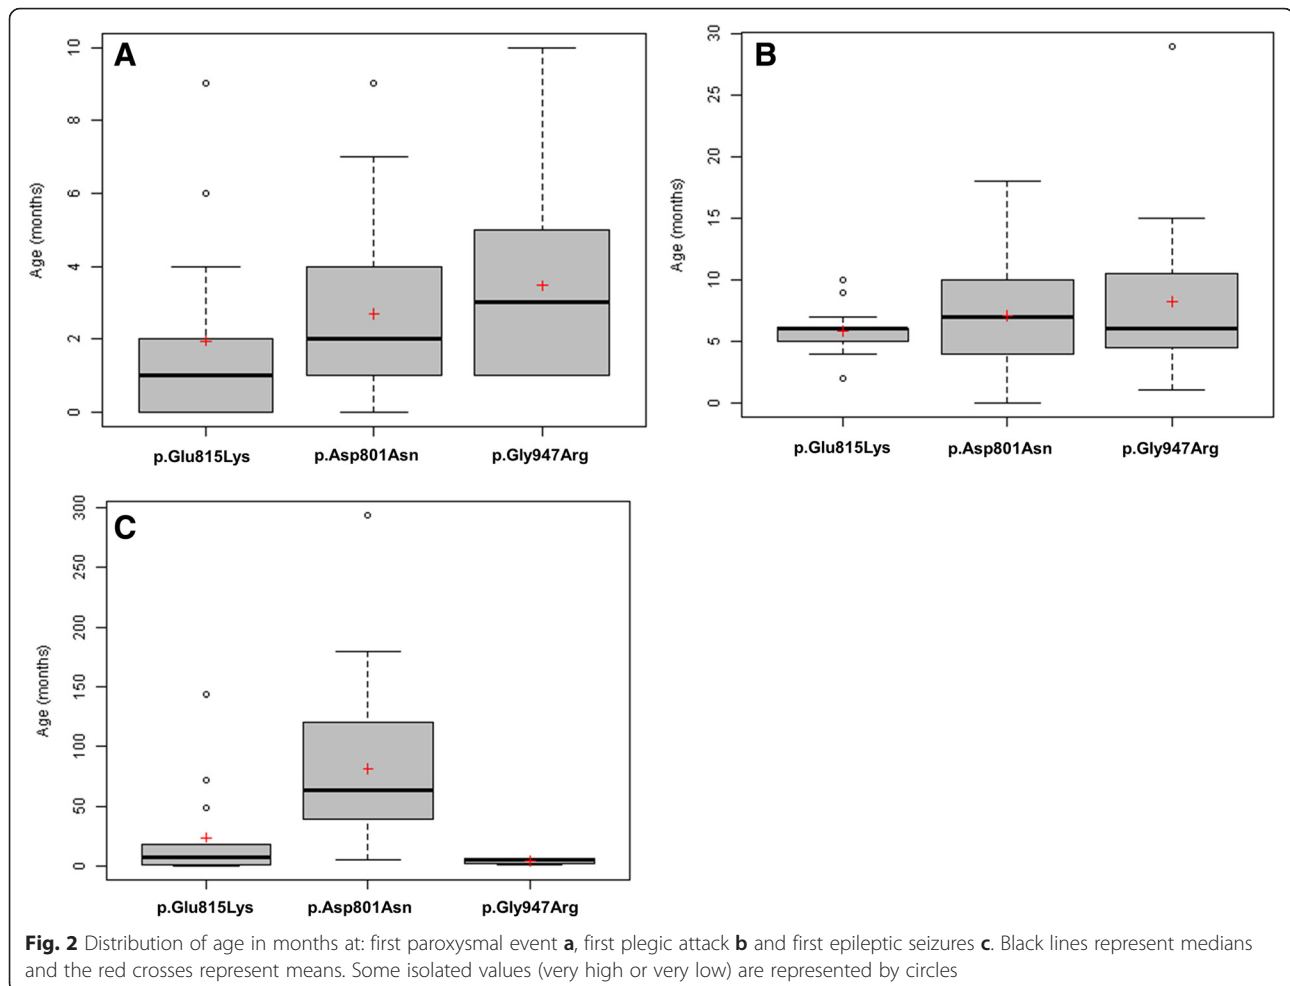 A
Age (months)
10
8
6
4
2
0
p.Glu815Lys p.Asp801Asn p.Gly947Arg
B
Age (months)
30
25
20
15
10
5
0
p.Glu815Lys p.Asp801Asn p.Gly947Arg
C
Age (months)
300
250
200
150
100
50
0
p.Glu815Lys p.Asp801Asn p.Gly947Arg
Fig. 2 Distribution of age in months at: first paroxysmal event a, first plegic attack b and first epileptic seizures c. Black lines represent medians
and the red crosses represent means. Some isolated values (very high or very low) are represented by circles